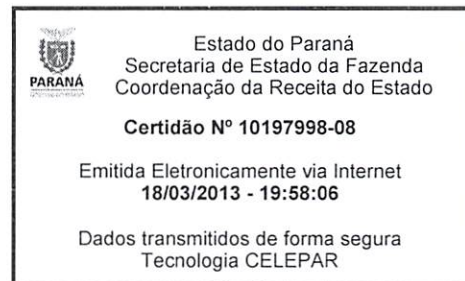 PARANÁ
Estado do Paraná
Secretaria de Estado da Fazenda
Coordenação da Receita do Estado
Certidão Nº 10197998-08
Emitida Eletronicamente via Internet
18/03/2013 - 19:58:06
Dados transmitidos de forma segura
Tecnologia CELEPAR